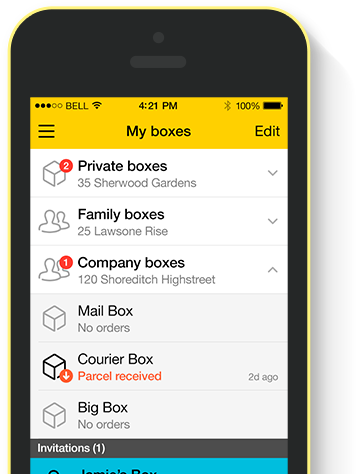 BELL 4:21 PM 100%
My boxes Edit
2 Private boxes
35 Sherwood Gardens
Family boxes
25 Lawsone Rise
1 Company boxes
120 Shoreditch Highstreet
Mail Box
No orders
Courier Box
Parcel received 2d ago
Big Box
No orders
Invitations (1)
Jamie's Box